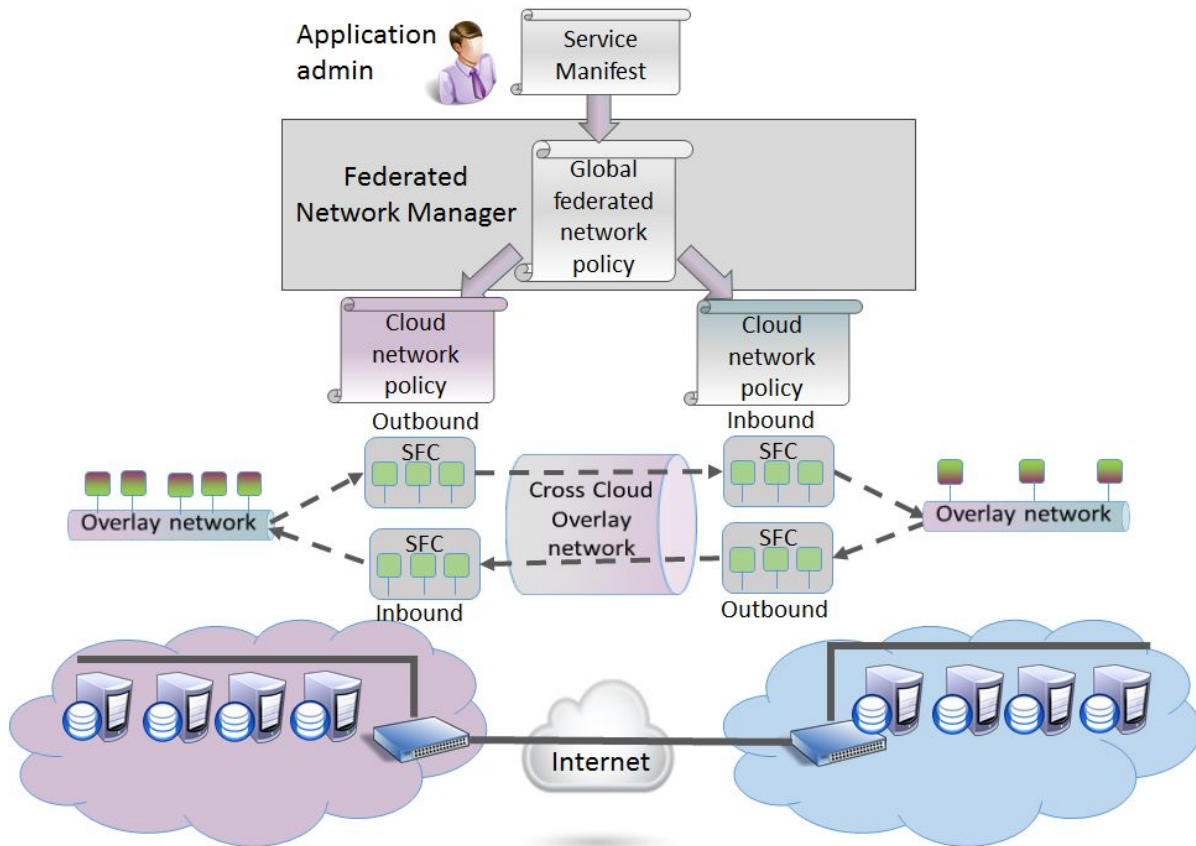 Application
admin
Service
Manifest
Federated
Network Manager
Global
federated
network
policy
Cloud
network
policy
Cloud
network
policy
Outbound
Inbound
SFC
SFC
Cross Cloud
Overlay
network
Overlay network
Overlay network
SFC
SFC
Inbound
Outbound
Internet